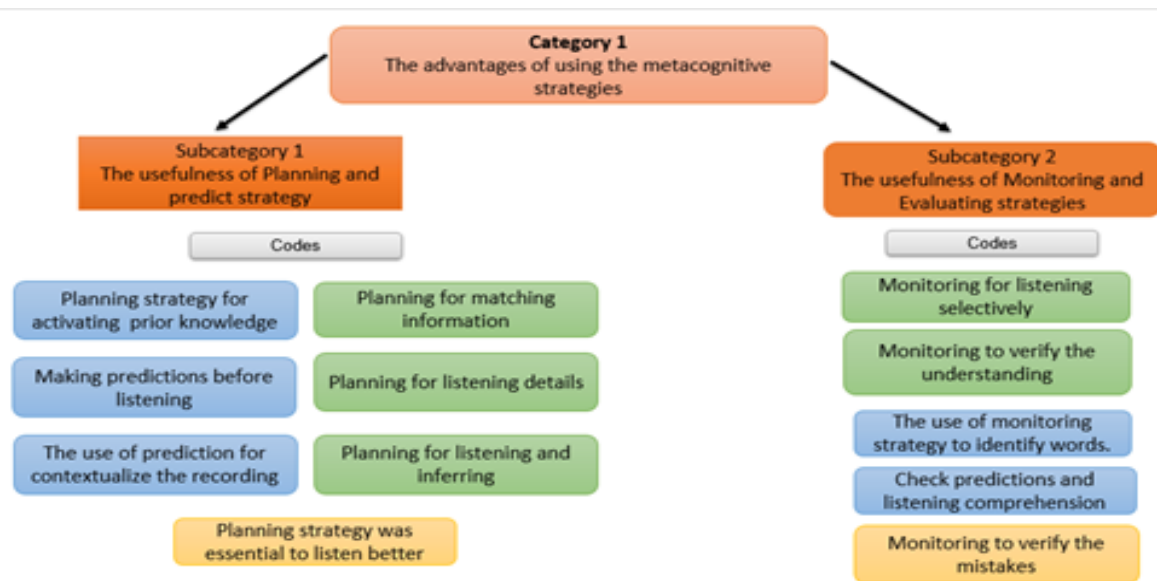 Category 1
The advantages of using the metacognitive
strategies
Subcategory 1
The usefulness of Planning and
predict strategy
Codes
Planning strategy for
activating prior knowledge
Planning for matching
information
Making predictions before
listening
Planning for listening details
The use of prediction for
contextualize the recording
Planning for listening and
inferring
Planning strategy was
essential to listen better
Subcategory 2
The usefulness of Monitoring and
Evaluating strategies
Codes
Monitoring for listening
selectively
Monitoring to verify the
understanding
The use of monitoring
strategy to identify words.
Check predictions and
listening comprehension
Monitoring to verify the
mistakes